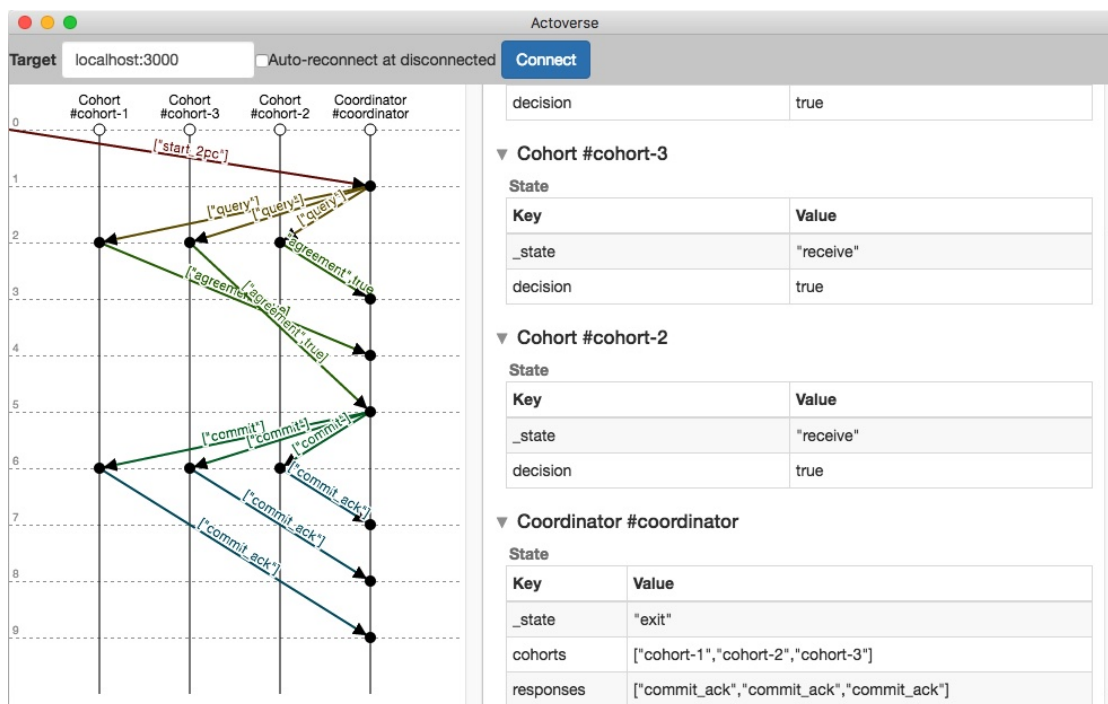 Actoverse
Target localhost:3000 Auto-reconnect at disconnected Connect
Cohort Cohort Cohort Coordinator
#cohort-1 #cohort-3 #cohort-2 #coordinator
0
["start_2pc"]
1
["query"] ["query"] ["query"]
2
"agreement",true
["agreement",true]
["agreement",true]
3
4
5
["commit"] ["commit"] ["commit"]
6
["commit_ack"]
["commit_ack"]
["commit_ack"]
7
8
9
decision true
▼ Cohort #cohort-3
State
Key Value
_state "receive"
decision true
▼ Cohort #cohort-2
State
Key Value
_state "receive"
decision true
▼ Coordinator #coordinator
State
Key Value
_state "exit"
cohorts ["cohort-1","cohort-2","cohort-3"]
responses ["commit_ack","commit_ack","commit_ack"]